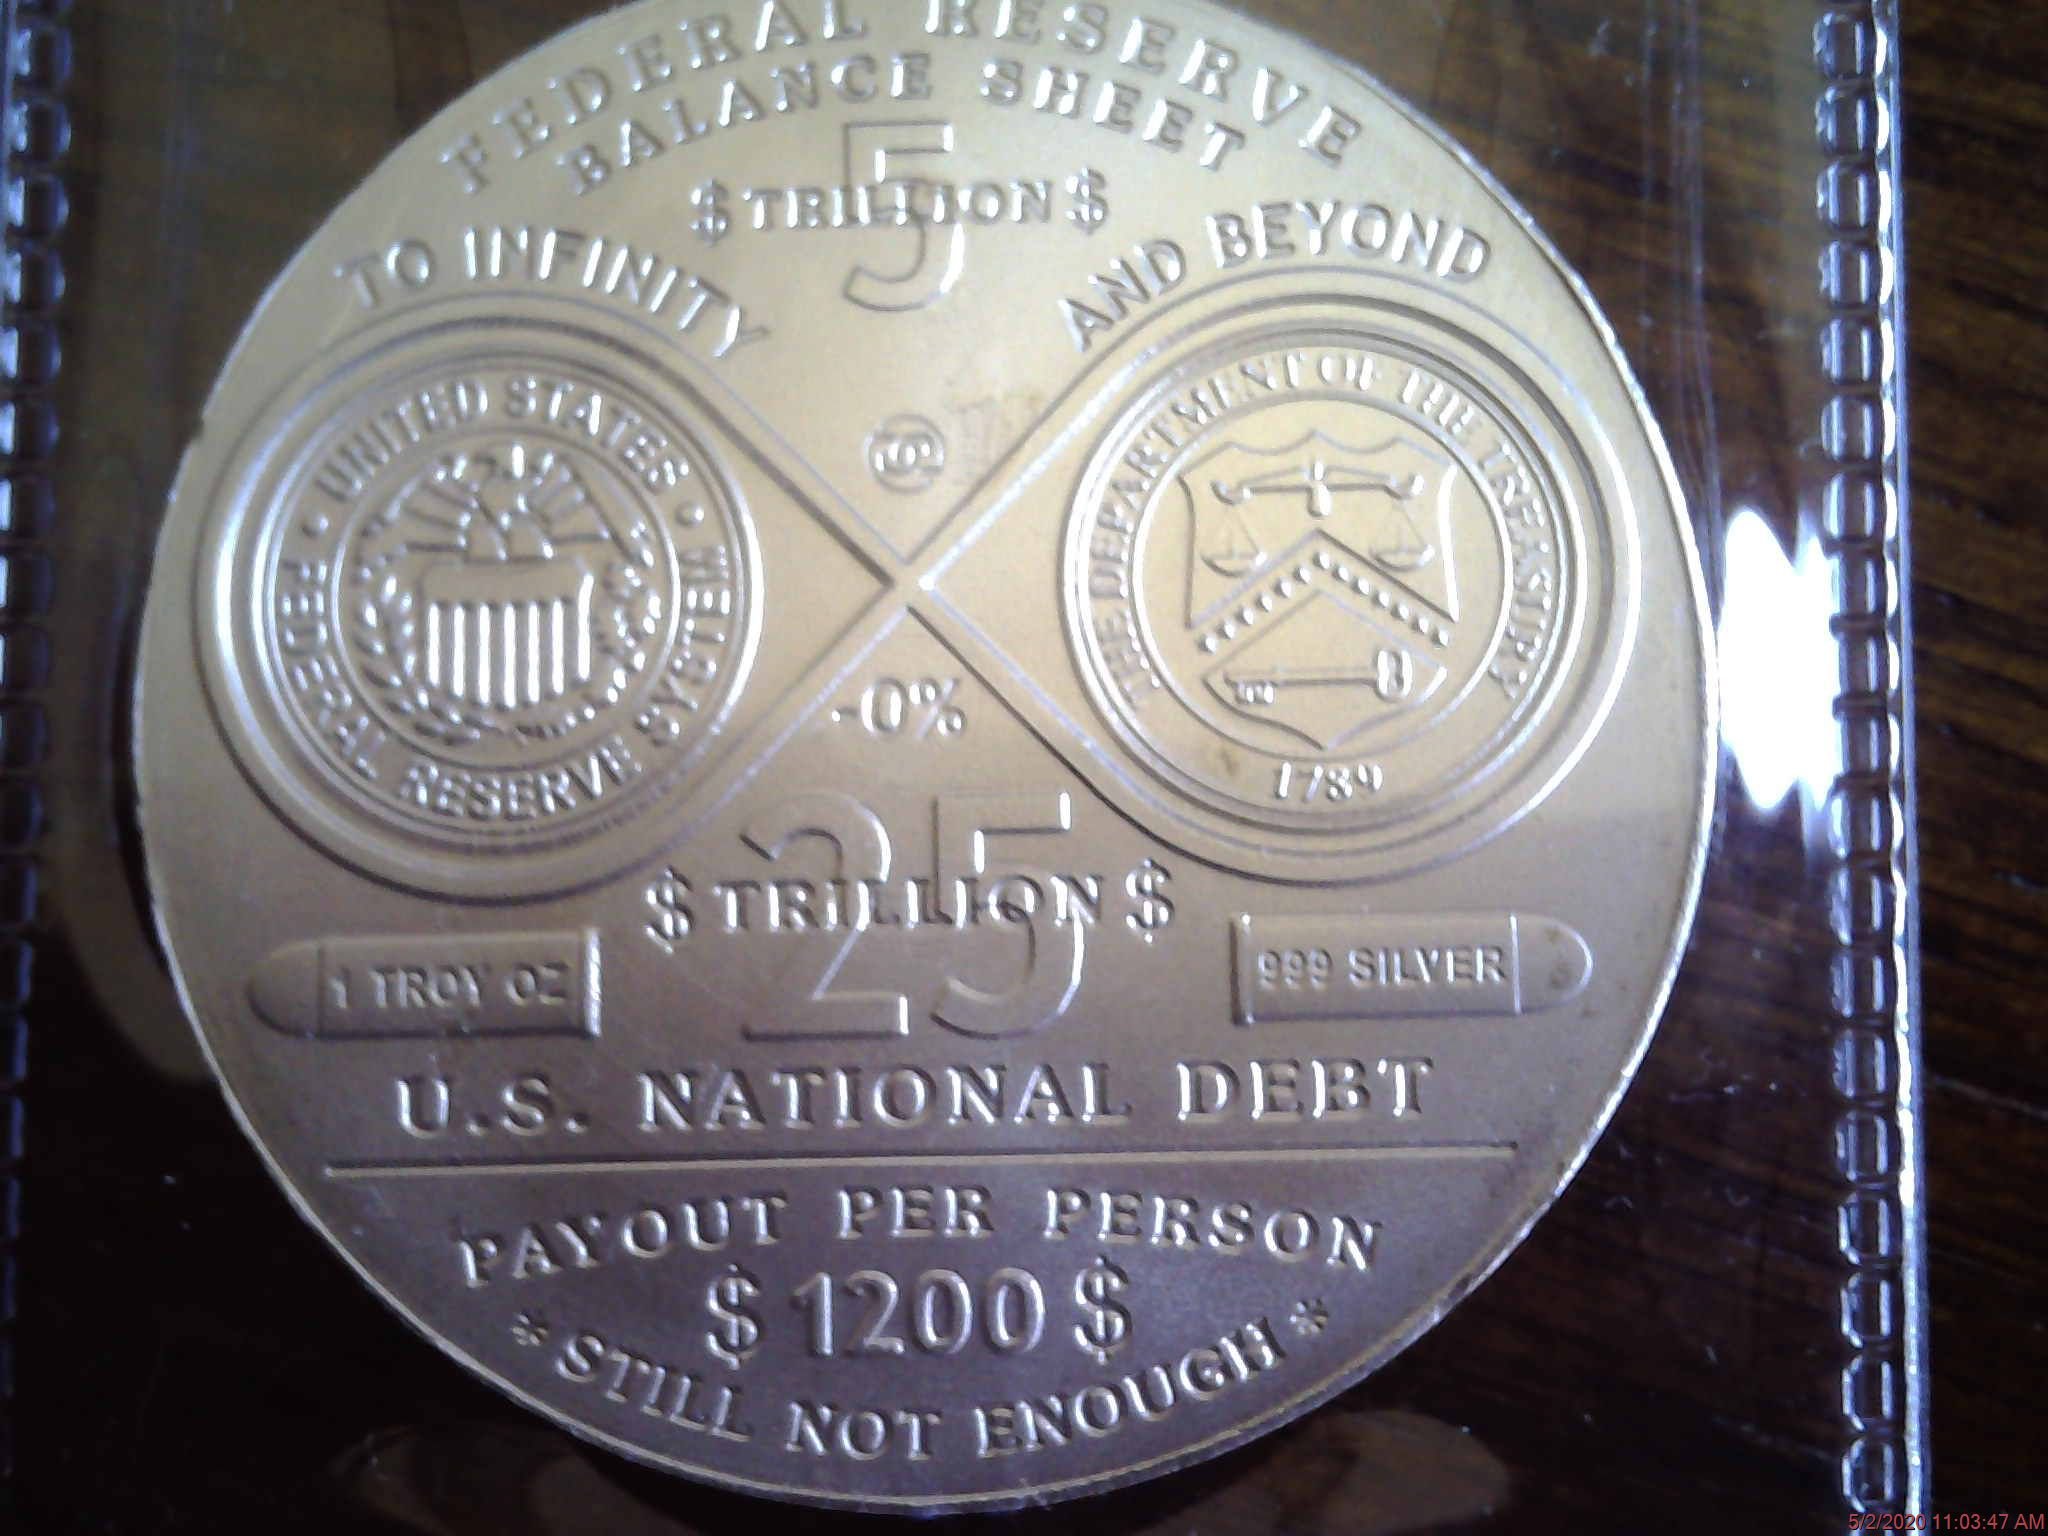 FEDERAL RESERVE
BALANCE SHEET
5
$ TRILLION $
TO INFINITY AND BEYOND
UNITED STATES
FEDERAL RESERVE SYSTEM
THE DEPARTMENT OF THE TREASURY
1789
-0%
25
$ TRILLION $
1 TROY OZ
999 SILVER
U.S. NATIONAL DEBT
PAYOUT PER PERSON
$ 1200 $
* STILL NOT ENOUGH *
5/2/2020 11:03:47 AM